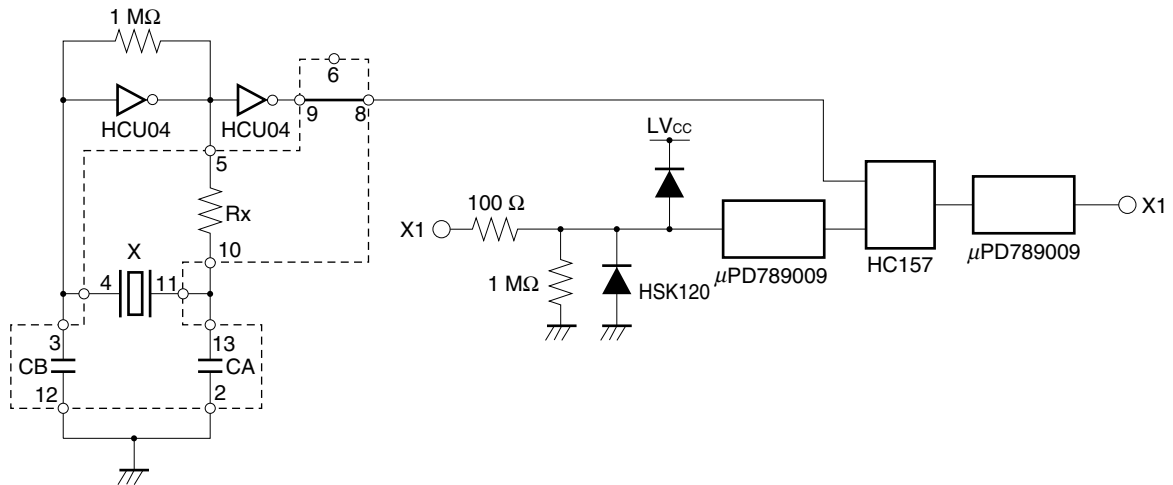 1 MΩ
6
HCU04
HCU04
9
8
5
Rx
10
X
4
11
3
13
CB
CA
12
2
LVCC
X1
100 Ω
1 MΩ
HSK120
μPD789009
HC157
μPD789009
X1